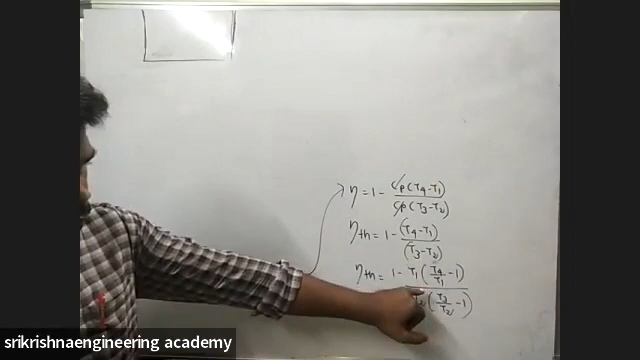 η = 1 - Cp(T4-T1) / Cp(T3-T2)
ηth = 1 - (T4-T1) / (T3-T2)
ηth = 1 - T1(T4/T1 -1) / T2(T3/T2 -1)
srikrishnaengineering academy